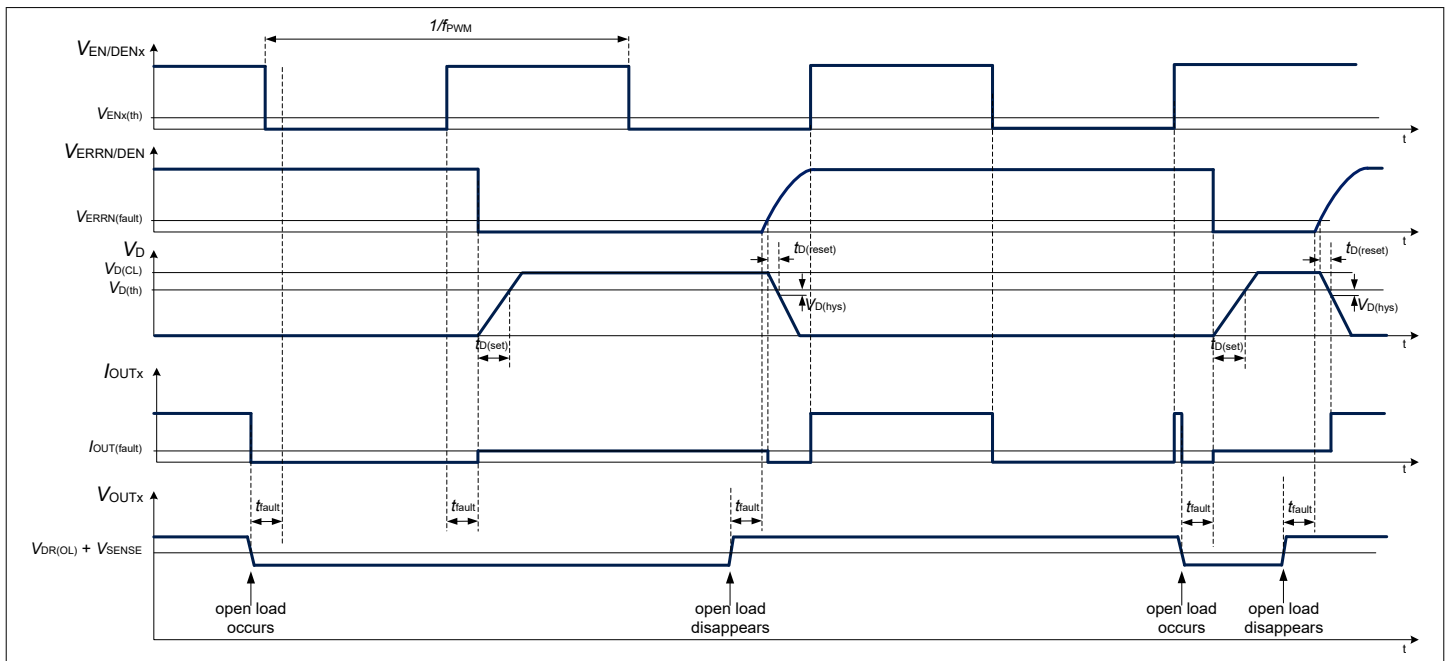 1/fPWM
VEN/DENx
VENx(th)
t
VERRN/DEN
VERRN(fault)
t
VD
tD(reset)
tD(reset)
VD(CL)
VD(th)
VD(hys)
VD(hys)
tD(set)
tD(set)
t
IOUTx
IOUT(fault)
t
VOUTx
tfault
tfault
tfault
tfault
tfault
VDR(OL) + VSENSE
open load
occurs
open load
disappears
open load
occurs
open load
disappears
t